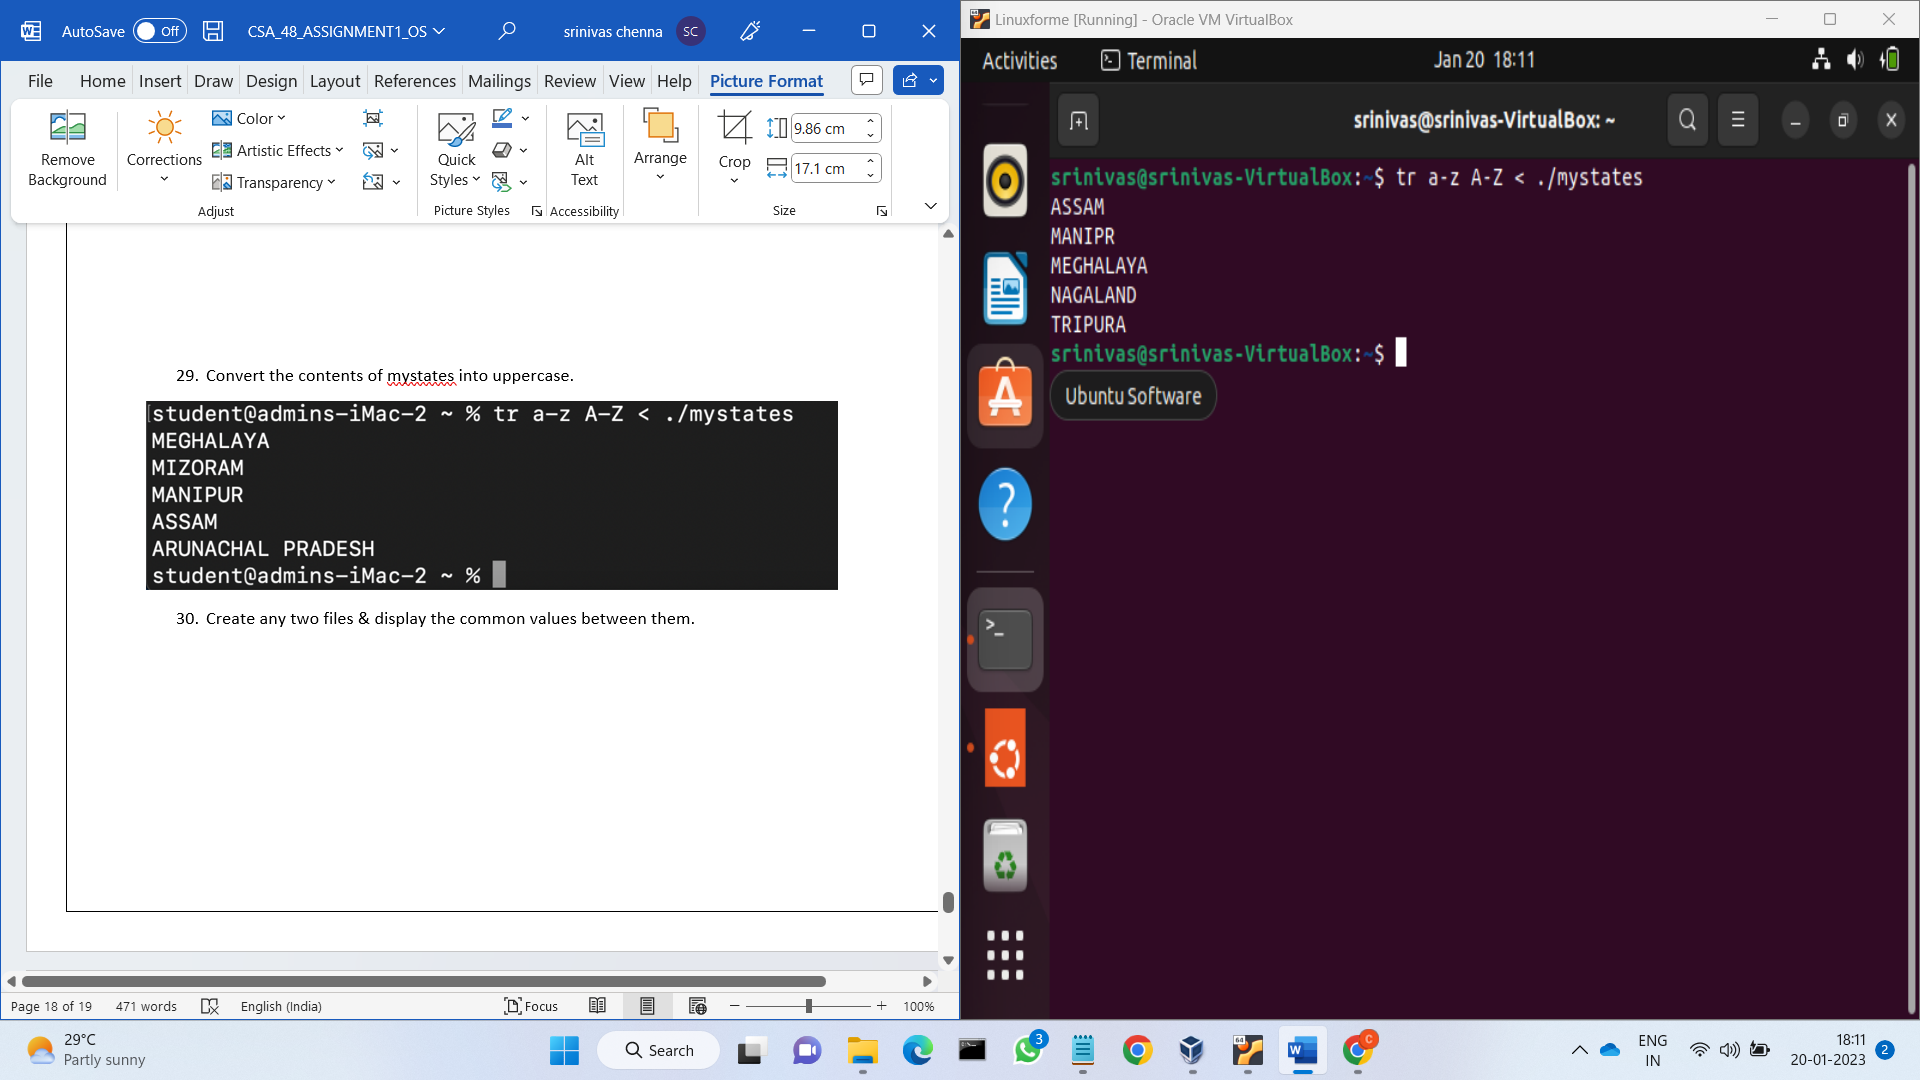 AutoSave Off CSA_48_ASSIGNMENT1_OS srinivas chenna SC
File Home Insert Draw Design Layout References Mailings Review View Help Picture Format
Remove Background
Corrections
Color
Artistic Effects
Transparency
Adjust
Quick Styles
Picture Styles
Alt Text
Accessibility
Arrange
Crop
9.86 cm
17.1 cm
Size
29. Convert the contents of mystates into uppercase.
student@admins-iMac-2 ~ % tr a-z A-Z < ./mystates
MEGHALAYA
MIZORAM
MANIPUR
ASSAM
ARUNACHAL PRADESH
student@admins-iMac-2 ~ %
30. Create any two files & display the common values between them.
Page 18 of 19 471 words English (India) Focus 100%
Linuxforme [Running] - Oracle VM VirtualBox
Activities Terminal Jan 20 18:11
srinivas@srinivas-VirtualBox: ~
srinivas@srinivas-VirtualBox:~$ tr a-z A-Z < ./mystates
ASSAM
MANIPR
MEGHALAYA
NAGALAND
TRIPURA
srinivas@srinivas-VirtualBox:~$
Ubuntu Software
29°C
Partly sunny
Search
3
64
C
ENG
IN
18:11
20-01-2023
2